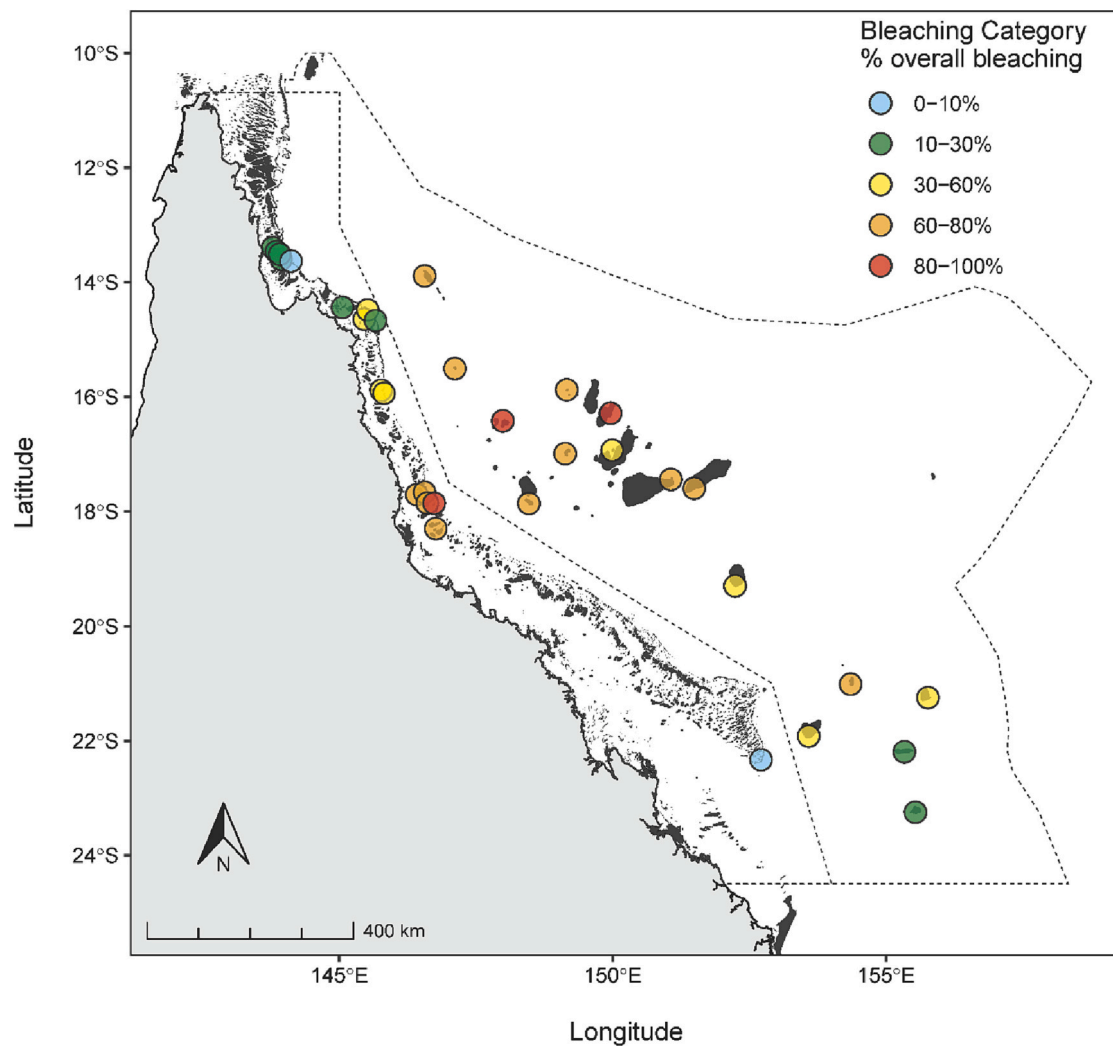 Bleaching Category
% overall bleaching
0–10%
10–30%
30–60%
60–80%
80–100%
10°S
12°S
14°S
16°S
18°S
20°S
22°S
24°S
Latitude
N
400 km
145°E
150°E
155°E
Longitude